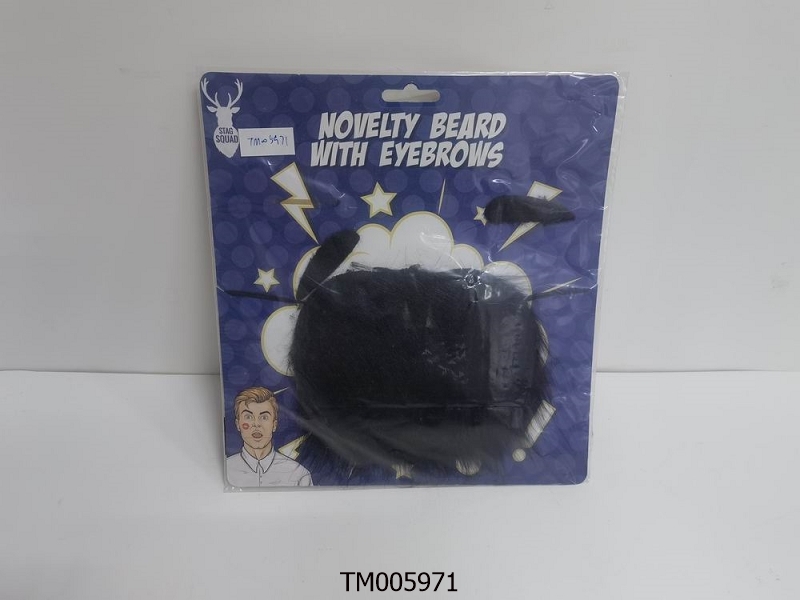 STAG
SQUAD
TM005971
NOVELTY BEARD
WITH EYEBROWS
TM005971